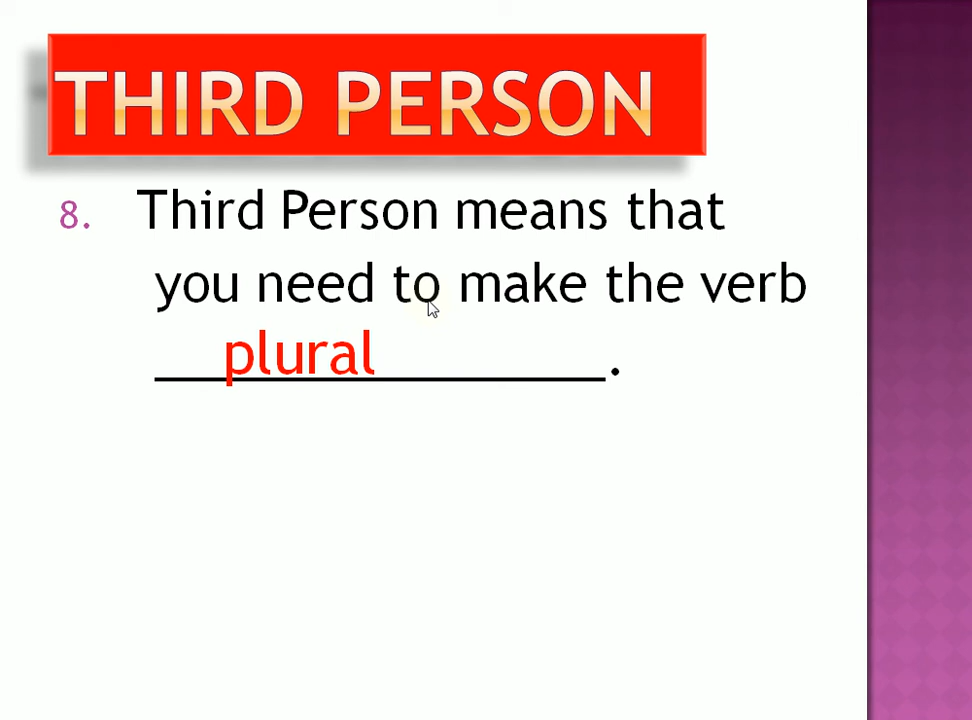 THIRD PERSON
8. Third Person means that
you need to make the verb
plural.